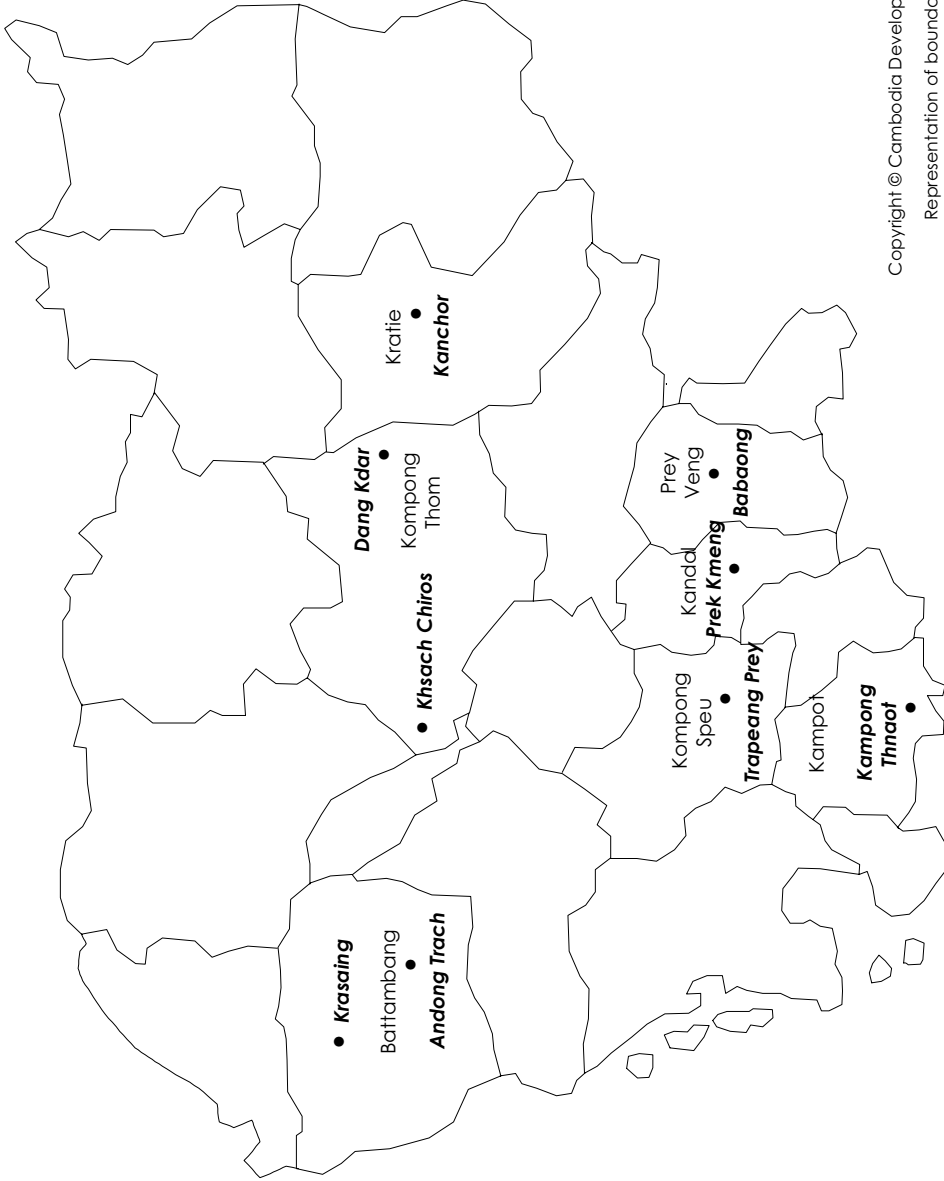 Krasaing
Battambang
Andong Trach
Dang Kdar
Kompong
Thom
Khsach Chiros
Kratie
Kanchor
Kompong
Speu
Trapeang Prey
Kandal
Prek Kmeng
Prey
Veng
Babaong
Kampot
Kampong
Thnaot
Copyright © Cambodia Develop
Representation of bounda